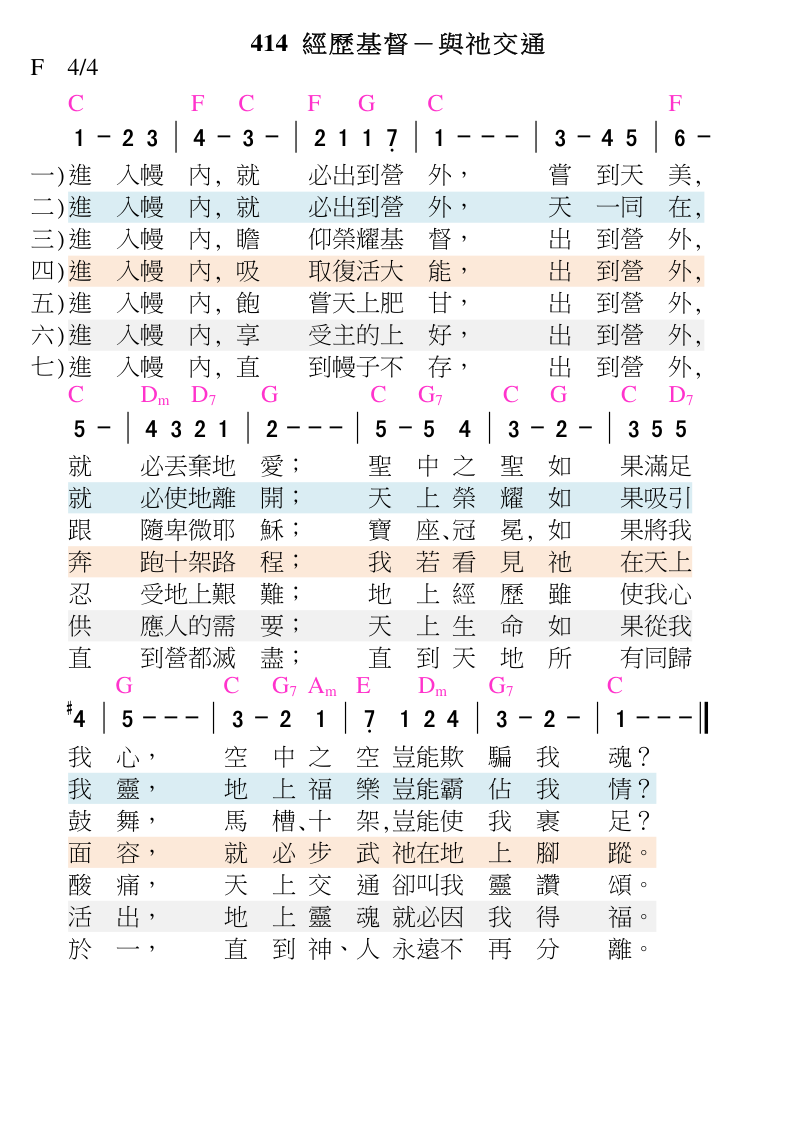 414 經歷基督－與祂交通
F 4/4
C F C F G C F
1 － 2 3 | 4 － 3 － | 2 1 1 7̣ | 1 － － － | 3 － 4 5 | 6 －
一)進 入幔 內, 就 必出到營 外， 嘗 到天 美,
二)進 入幔 內, 就 必出到營 外， 天 一同 在,
三)進 入幔 內, 瞻 仰榮耀基 督， 出 到營 外,
四)進 入幔 內, 吸 取復活大 能， 出 到營 外,
五)進 入幔 內, 飽 嘗天上肥 甘， 出 到營 外,
六)進 入幔 內, 享 受主的上 好， 出 到營 外,
七)進 入幔 內, 直 到幔子不 存， 出 到營 外,
C Dm D7 G C G7 C G C D7
5 － | 4 3 2 1 | 2 － － － | 5 － 5 4 | 3 － 2 － | 3 5 5
就 必丟棄地 愛； 聖 中 之 聖 如 果滿足
就 必使地離 開； 天 上 榮 耀 如 果吸引
跟 隨卑微耶 穌； 寶 座、冠 冕, 如 果將我
奔 跑十架路 程； 我 若 看 見 祂 在天上
忍 受地上艱 難； 地 上 經 歷 雖 使我心
供 應人的需 要； 天 上 生 命 如 果從我
直 到營都滅 盡； 直 到 天 地 所 有同歸
G C G7 Am E Dm G7 C
♯4 | 5 － － － | 3 － 2 1 | 7̣ 1 2 4 | 3 － 2 － | 1 － － － ‖
我 心， 空 中 之 空 豈能欺 騙 我 魂？
我 靈， 地 上 福 樂 豈能霸 佔 我 情？
鼓 舞， 馬 槽、十 架,豈能使 我 裹 足？
面 容， 就 必 步 武 祂在地 上 腳 蹤。
酸 痛， 天 上 交 通 卻叫我 靈 讚 頌。
活 出， 地 上 靈 魂 就必因 我 得 福。
於 一， 直 到 神、人 永遠不 再 分 離。